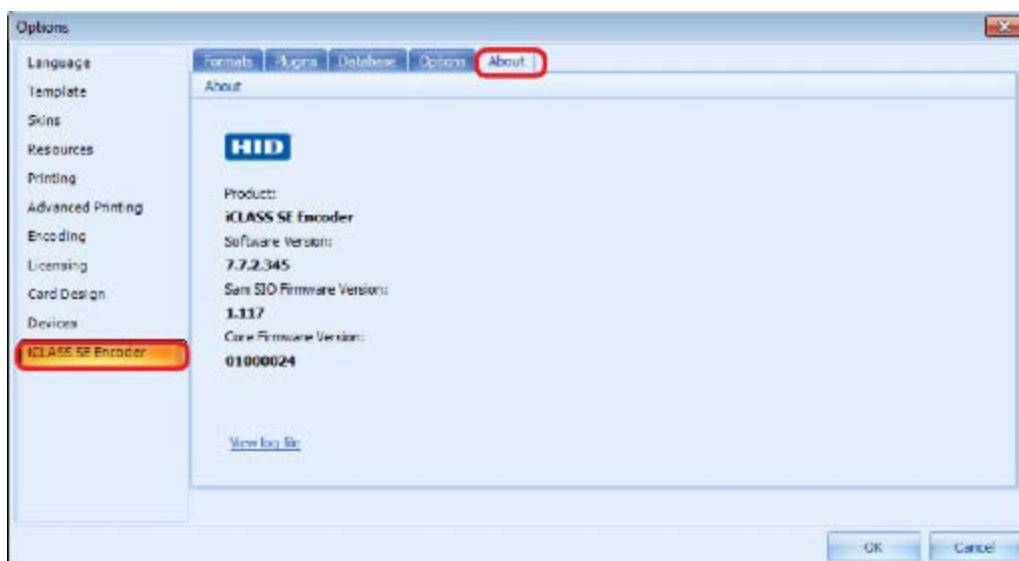 Options
Language
Template
Skins
Resources
Printing
Advanced Printing
Encoding
Licensing
Card Design
Devices
iCLASS SE Encoder
Formats Plugins Database Options About
About
HID
Product:
iCLASS SE Encoder
Software Version:
7.7.2.345
Sam SIO Firmware Version:
1.117
Core Firmware Version:
01000024
View log file
OK Cancel